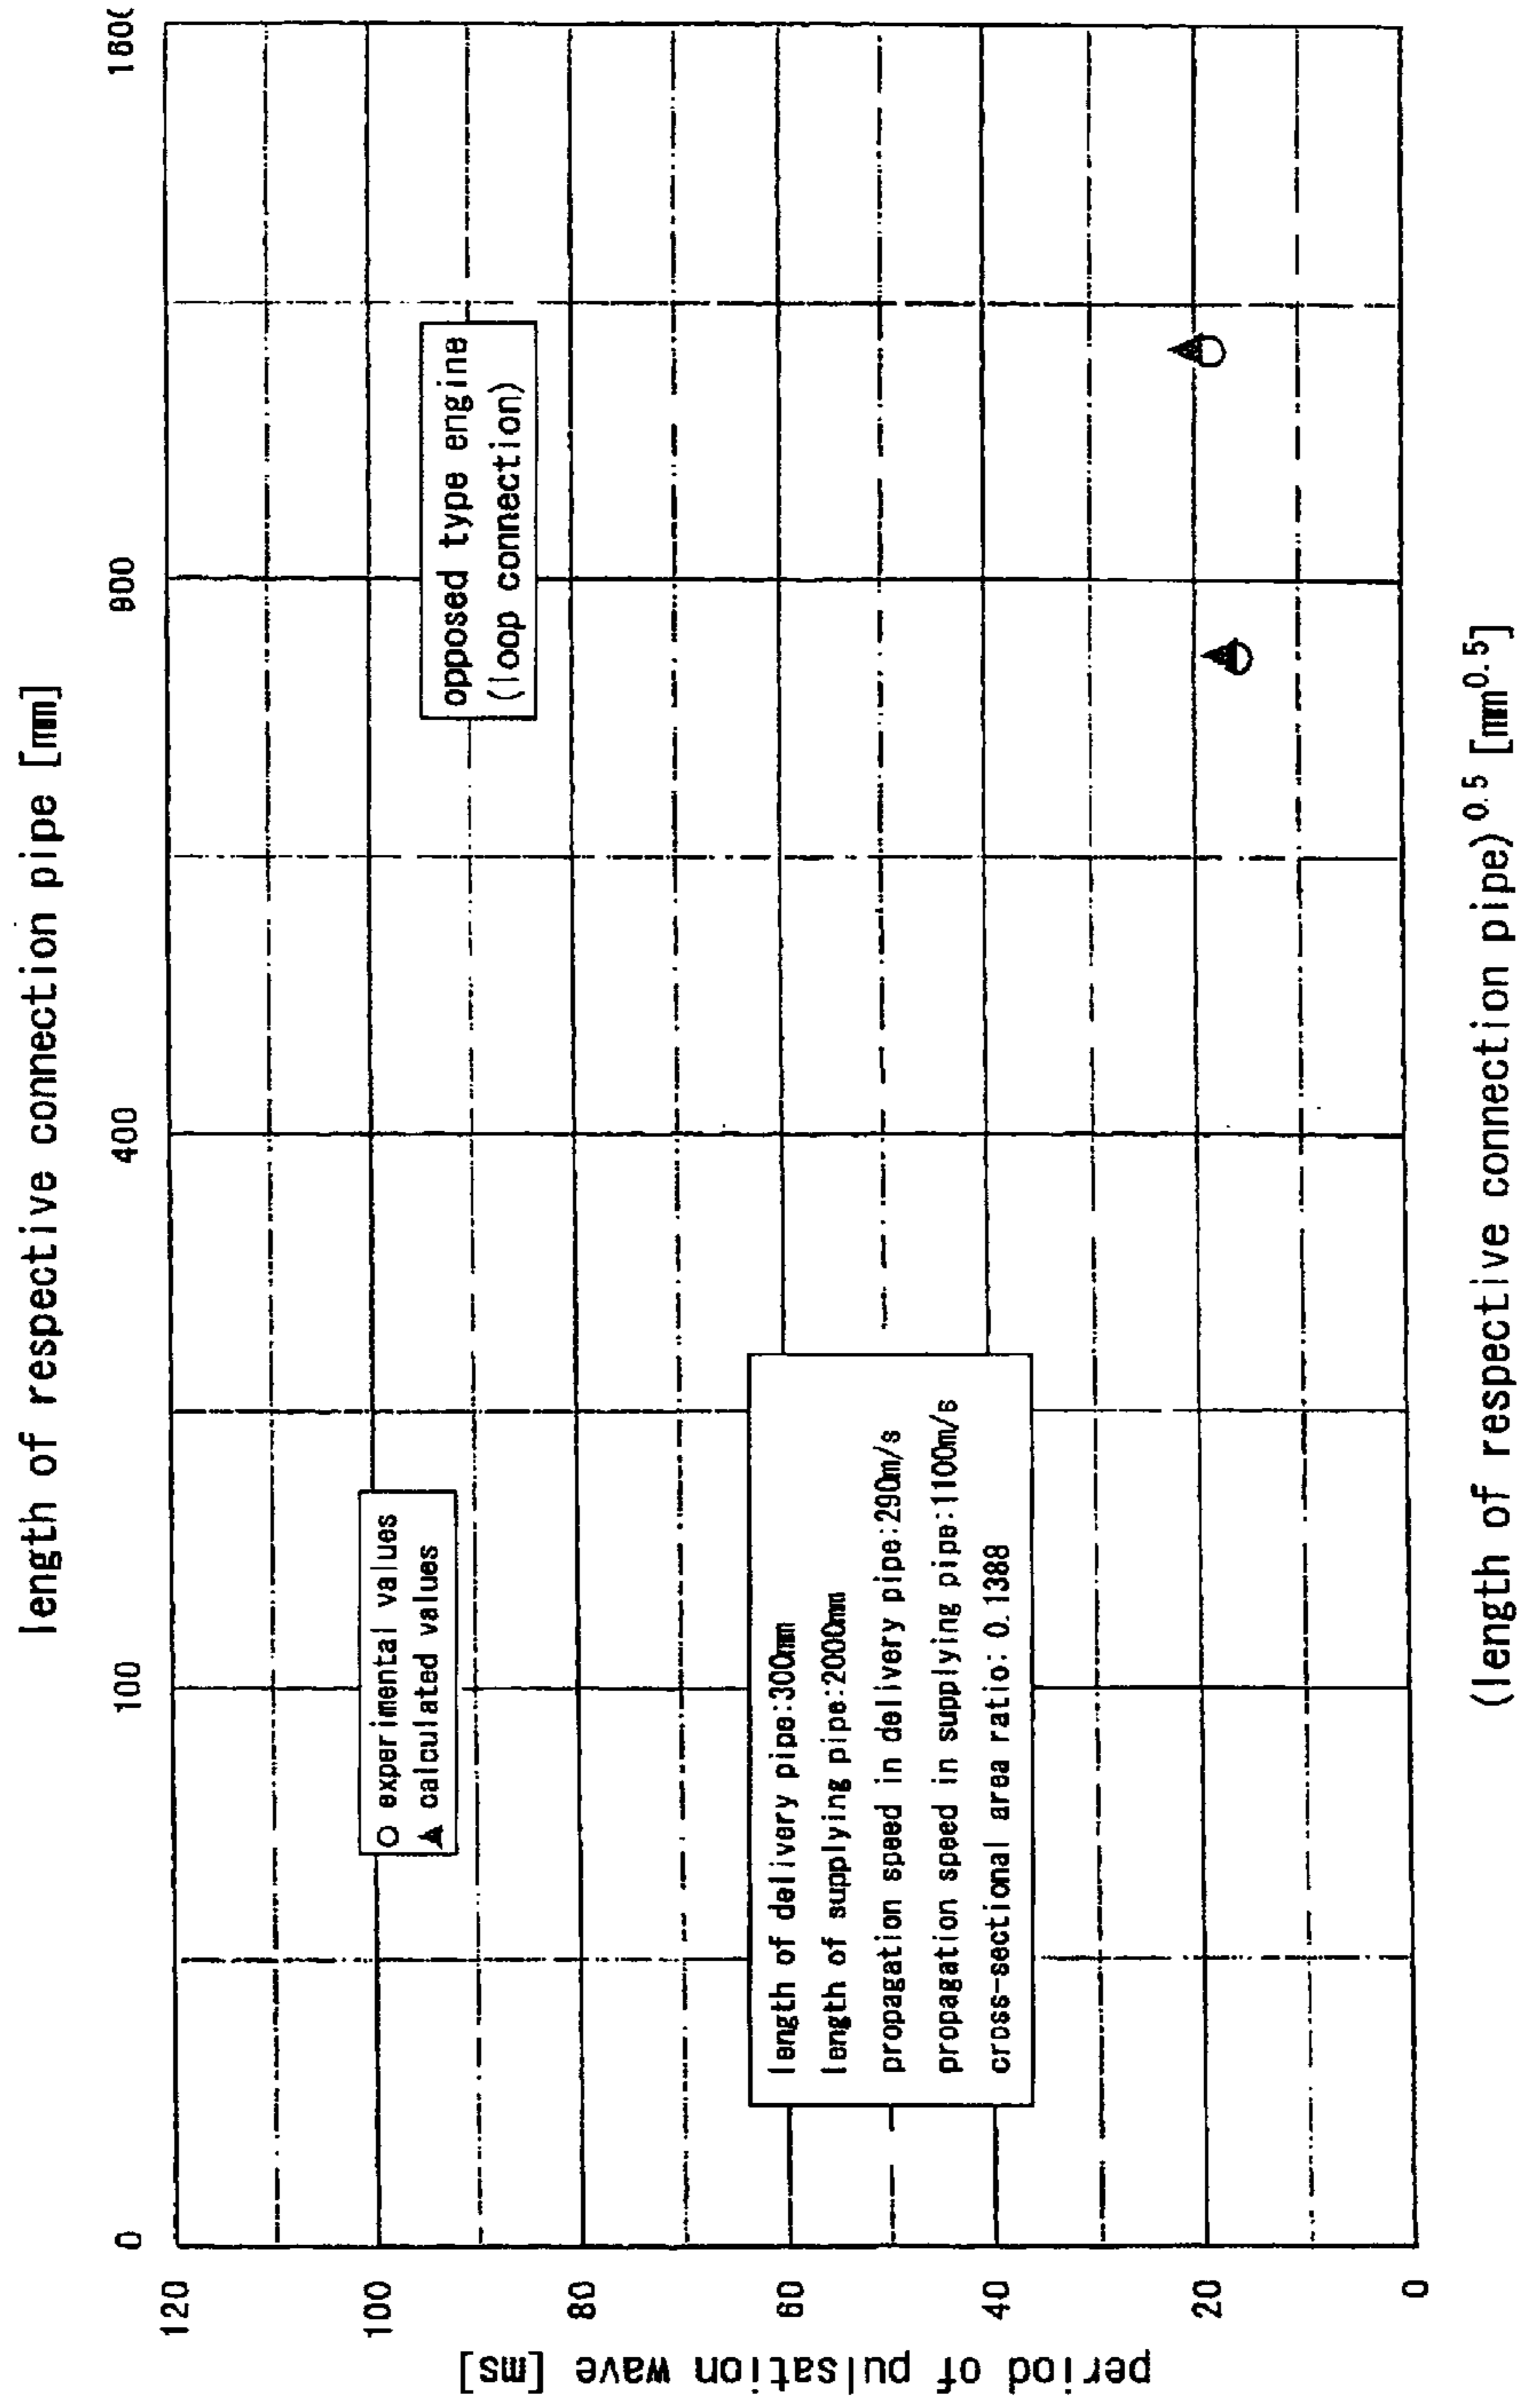 length of respective connection pipe [mm]
0
100
400
900
160
120
100
80
60
40
20
0
period of pulsation wave [ms]
○ experimental values
▲ calculated values
opposed type engine
(loop connection)
length of delivery pipe:300mm
length of supplying pipe:2000mm
propagation speed in delivery pipe:290m/s
propagation speed in supplying pipe:1100m/s
cross-sectional area ratio: 0.1388
(length of respective connection pipe)^0.5 [mm^0.5]